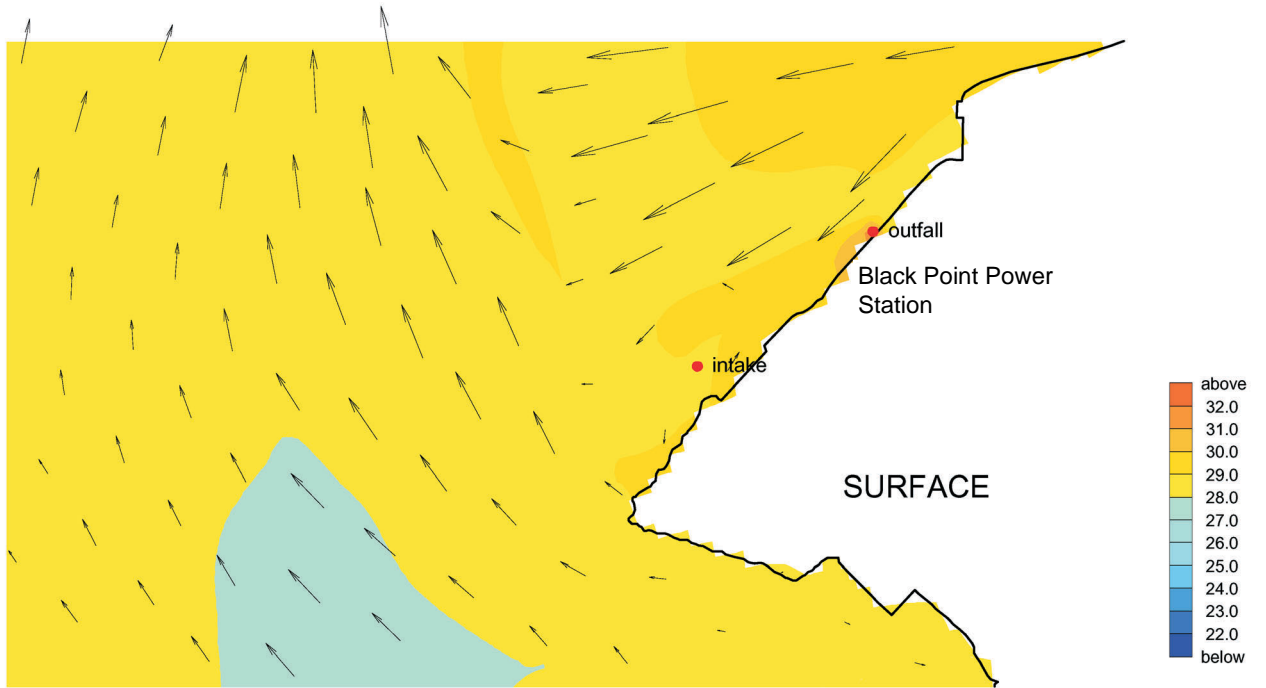 outfall
Black Point Power
Station
intake
SURFACE
above
32.0
31.0
30.0
29.0
28.0
27.0
26.0
25.0
24.0
23.0
22.0
below